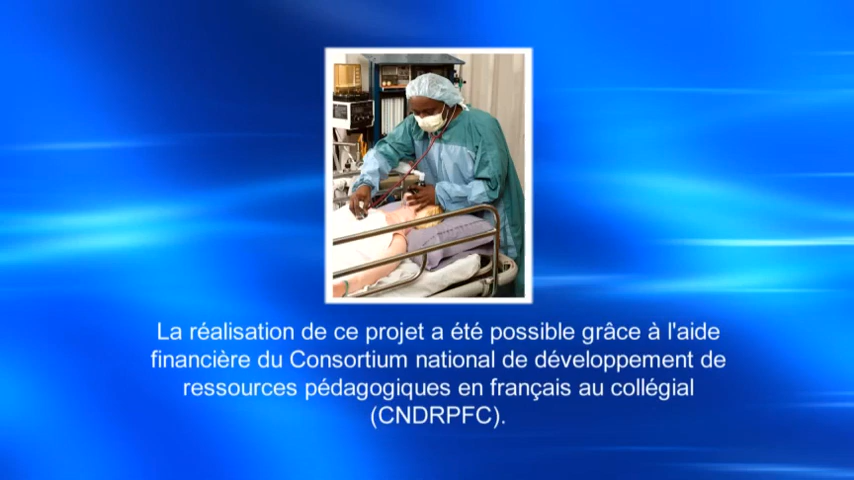 La réalisation de ce projet a été possible grâce à l'aide
financière du Consortium national de développement de
ressources pédagogiques en français au collégial
(CNDRPFC).